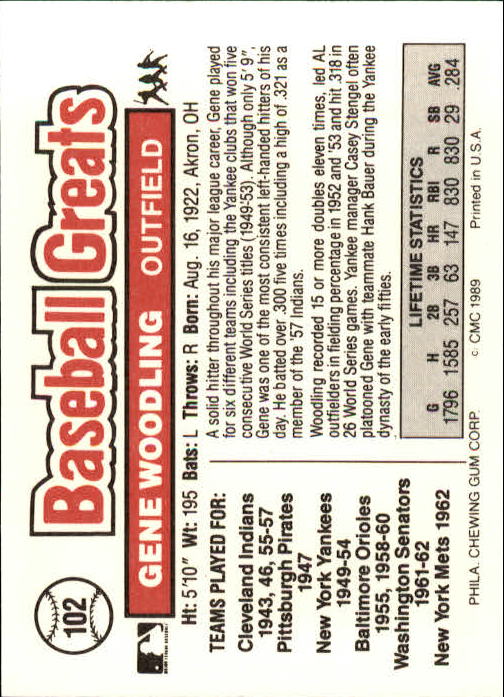 102
Baseball Greats
GENE WOODLING OUTFIELD
Ht: 5'10" Wt: 195 Bats: L Throws: R Born: Aug. 16, 1922, Akron, OH
TEAMS PLAYED FOR:
Cleveland Indians
1943, 46, 55-57
Pittsburgh Pirates
1947
New York Yankees
1949-54
Baltimore Orioles
1955, 1958-60
Washington Senators
1961-62
New York Mets 1962
A solid hitter throughout his major league career, Gene played
for six different teams including the Yankee clubs that won five
consecutive World Series titles (1949-53). Although only 5' 9",
Gene was one of the most consistent left-handed hitters of his
day. He batted over .300 five times including a high of .321 as a
member of the '57 Indians.
Woodling recorded 15 or more doubles eleven times, led AL
outfielders in fielding percentage in 1952 and '53 and hit .318 in
26 World Series games. Yankee manager Casey Stengel often
platooned Gene with teammate Hank Bauer during the Yankee
dynasty of the early fifties.
LIFETIME STATISTICS
G H 2B 3B HR RBI R SB AVG
1796 1585 257 63 147 830 830 29 .284
PHILA. CHEWING GUM CORP. © CMC 1989 Printed in U.S.A.